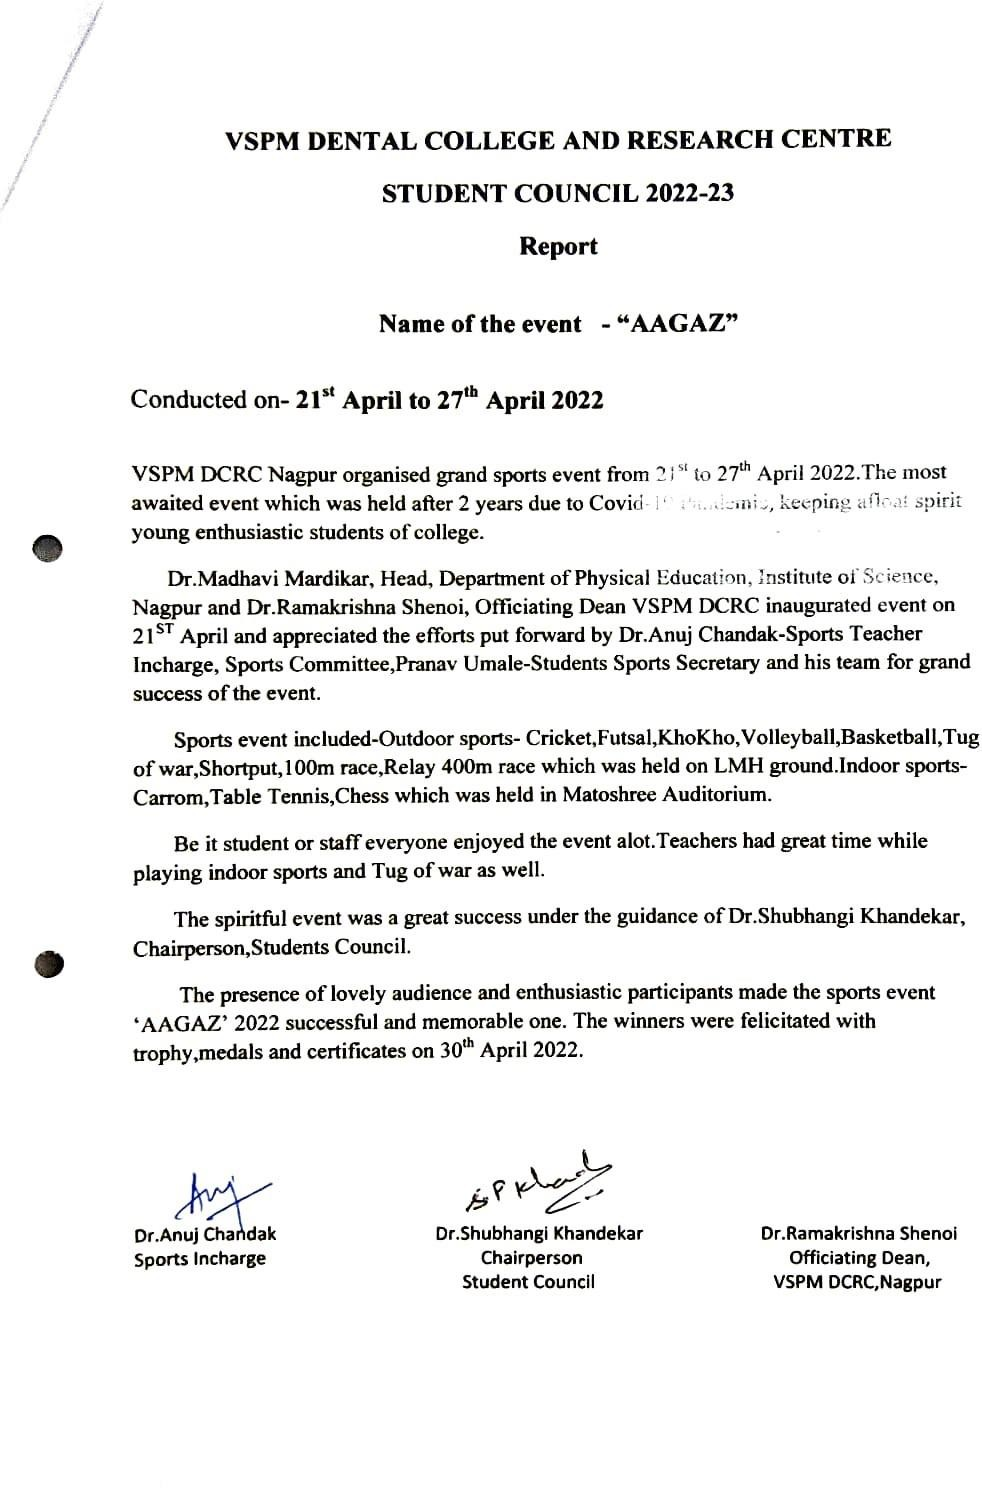 VSPM DENTAL COLLEGE AND RESEARCH CENTRE
STUDENT COUNCIL 2022-23
Report
Name of the event - “AAGAZ”
Conducted on- 21st April to 27th April 2022
VSPM DCRC Nagpur organised grand sports event from 21st to 27th April 2022.The most
awaited event which was held after 2 years due to Covid-19 pandemic, keeping afloat spirit
young enthusiastic students of college.
Dr.Madhavi Mardikar, Head, Department of Physical Education, Institute of Science,
Nagpur and Dr.Ramakrishna Shenoi, Officiating Dean VSPM DCRC inaugurated event on
21ST April and appreciated the efforts put forward by Dr.Anuj Chandak-Sports Teacher
Incharge, Sports Committee,Pranav Umale-Students Sports Secretary and his team for grand
success of the event.
Sports event included-Outdoor sports- Cricket,Futsal,KhoKho,Volleyball,Basketball,Tug
of war,Shortput,100m race,Relay 400m race which was held on LMH ground.Indoor sports-
Carrom,Table Tennis,Chess which was held in Matoshree Auditorium.
Be it student or staff everyone enjoyed the event alot.Teachers had great time while
playing indoor sports and Tug of war as well.
The spiritful event was a great success under the guidance of Dr.Shubhangi Khandekar,
Chairperson,Students Council.
The presence of lovely audience and enthusiastic participants made the sports event
‘AAGAZ’ 2022 successful and memorable one. The winners were felicitated with
trophy,medals and certificates on 30th April 2022.
Anuj
Dr.Anuj Chandak
Sports Incharge
Dr.Shubhangi Khandekar
Chairperson
Student Council
Dr.Ramakrishna Shenoi
Officiating Dean,
VSPM DCRC,Nagpur